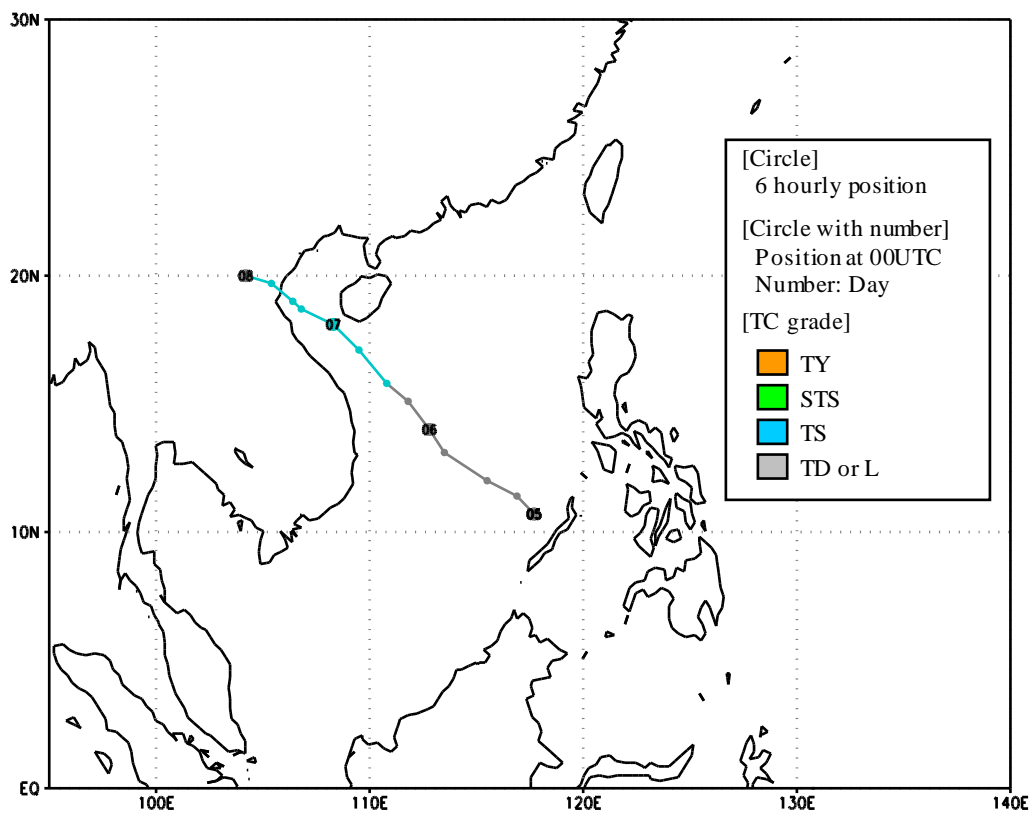 30N
[Circle]
6 hourly position
[Circle with number]
Position at 00UTC
Number: Day
[TC grade]
TY
STS
TS
TD or L
20N
08
07
06
05
10N
EQ
100E 110E 120E 130E 140E